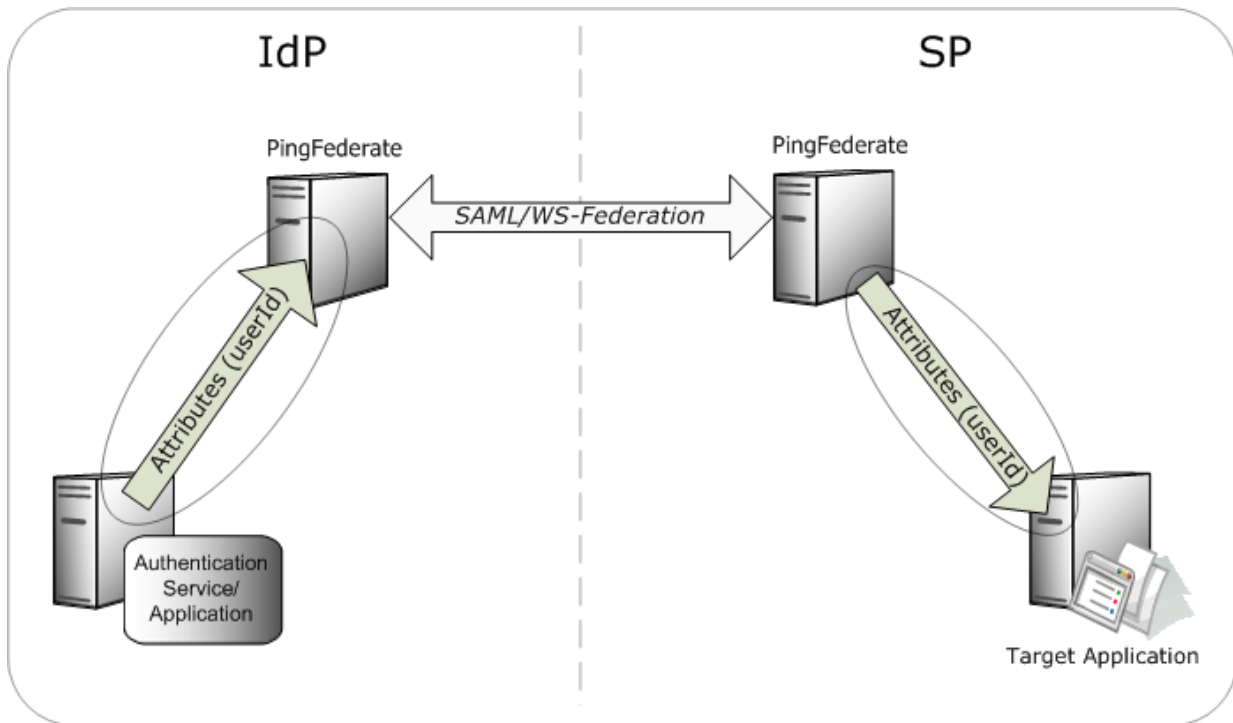 IdP
SP
PingFederate
PingFederate
SAML/WS-Federation
Attributes (userId)
Attributes (userId)
Authentication
Service/
Application
Target Application